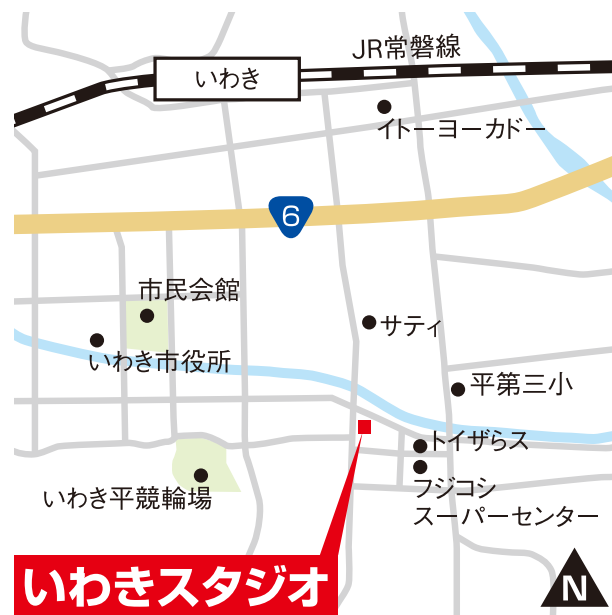 JR常磐線
いわき
イトーヨーカドー
6
市民会館
サティ
いわき市役所
平第三小
トイザらス
いわき平競輪場
フジコシ
スーパーセンター
いわきスタジオ
N